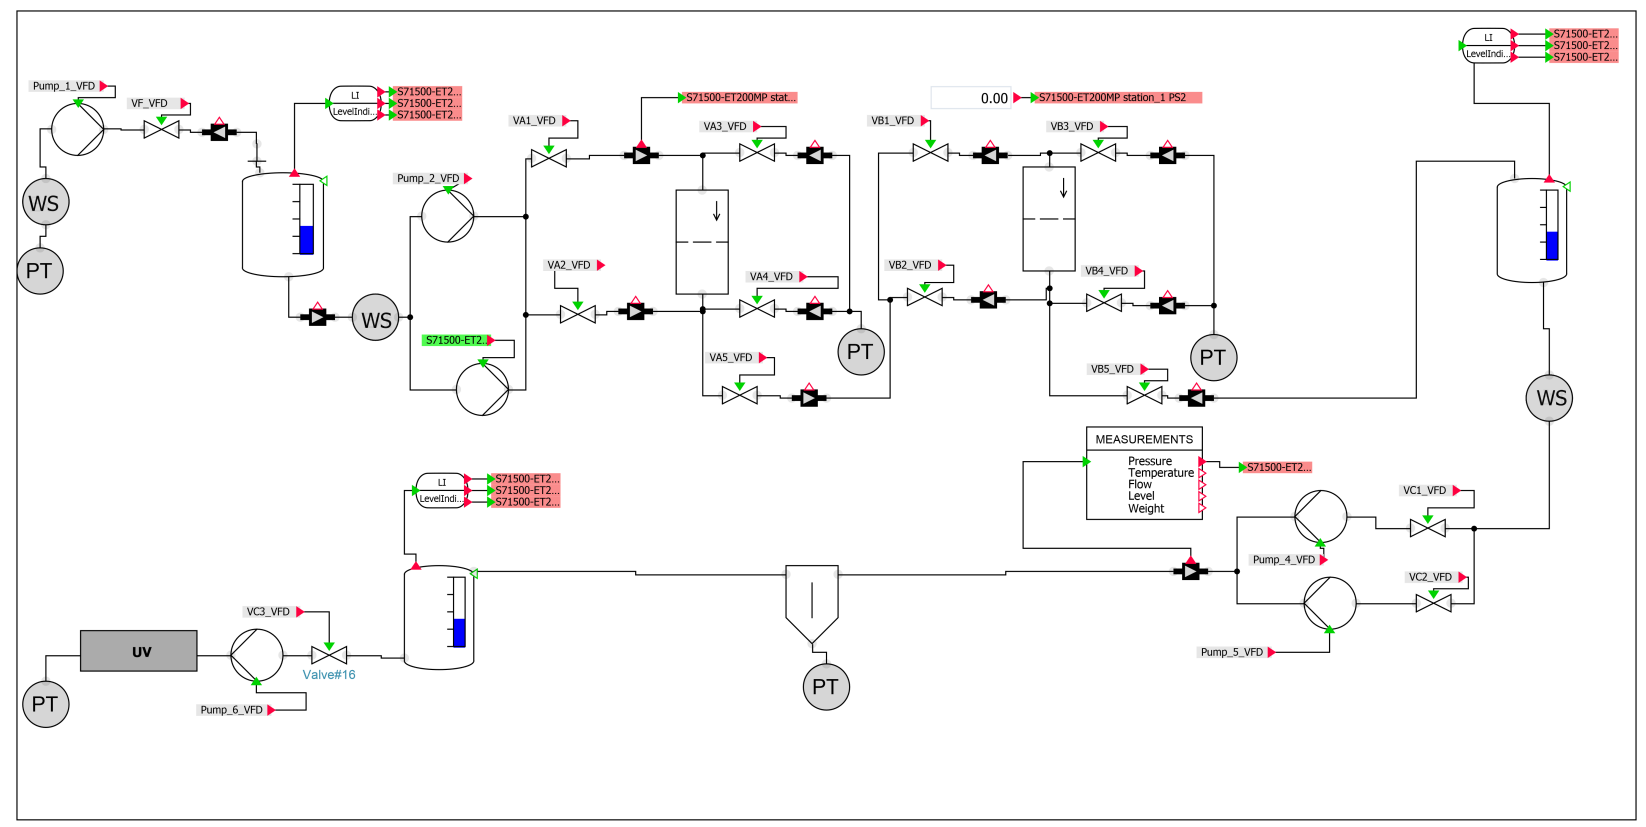 Pump_1_VFD
VF_VFD
WS
PT
LI
LevelIndi...
S71500-ET2...
S71500-ET2...
S71500-ET2...
Pump_2_VFD
WS
S71500-ET2...
VA1_VFD
VA2_VFD
S71500-ET200MP stat...
VA3_VFD
VA4_VFD
VA5_VFD
PT
0.00
S71500-ET200MP station_1 PS2
VB1_VFD
VB2_VFD
VB3_VFD
VB4_VFD
VB5_VFD
PT
LI
LevelIndi...
S71500-ET2...
S71500-ET2...
S71500-ET2...
WS
MEASUREMENTS
Pressure
Temperature
Flow
Level
Weight
S71500-ET2...
VC1_VFD
Pump_4_VFD
VC2_VFD
Pump_5_VFD
LI
LevelIndi...
S71500-ET2...
S71500-ET2...
S71500-ET2...
VC3_VFD
UV
Valve#16
Pump_6_VFD
PT
PT